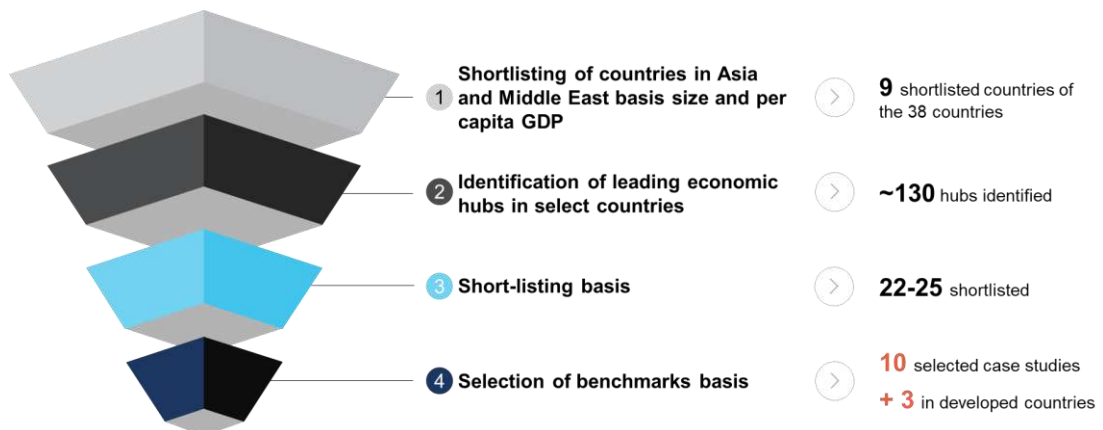 1
Shortlisting of countries in Asia
and Middle East basis size and per
capita GDP
9 shortlisted countries of
the 38 countries
2
Identification of leading economic
hubs in select countries
~130 hubs identified
3
Short-listing basis
22-25 shortlisted
4
Selection of benchmarks basis
10 selected case studies
+ 3 in developed countries